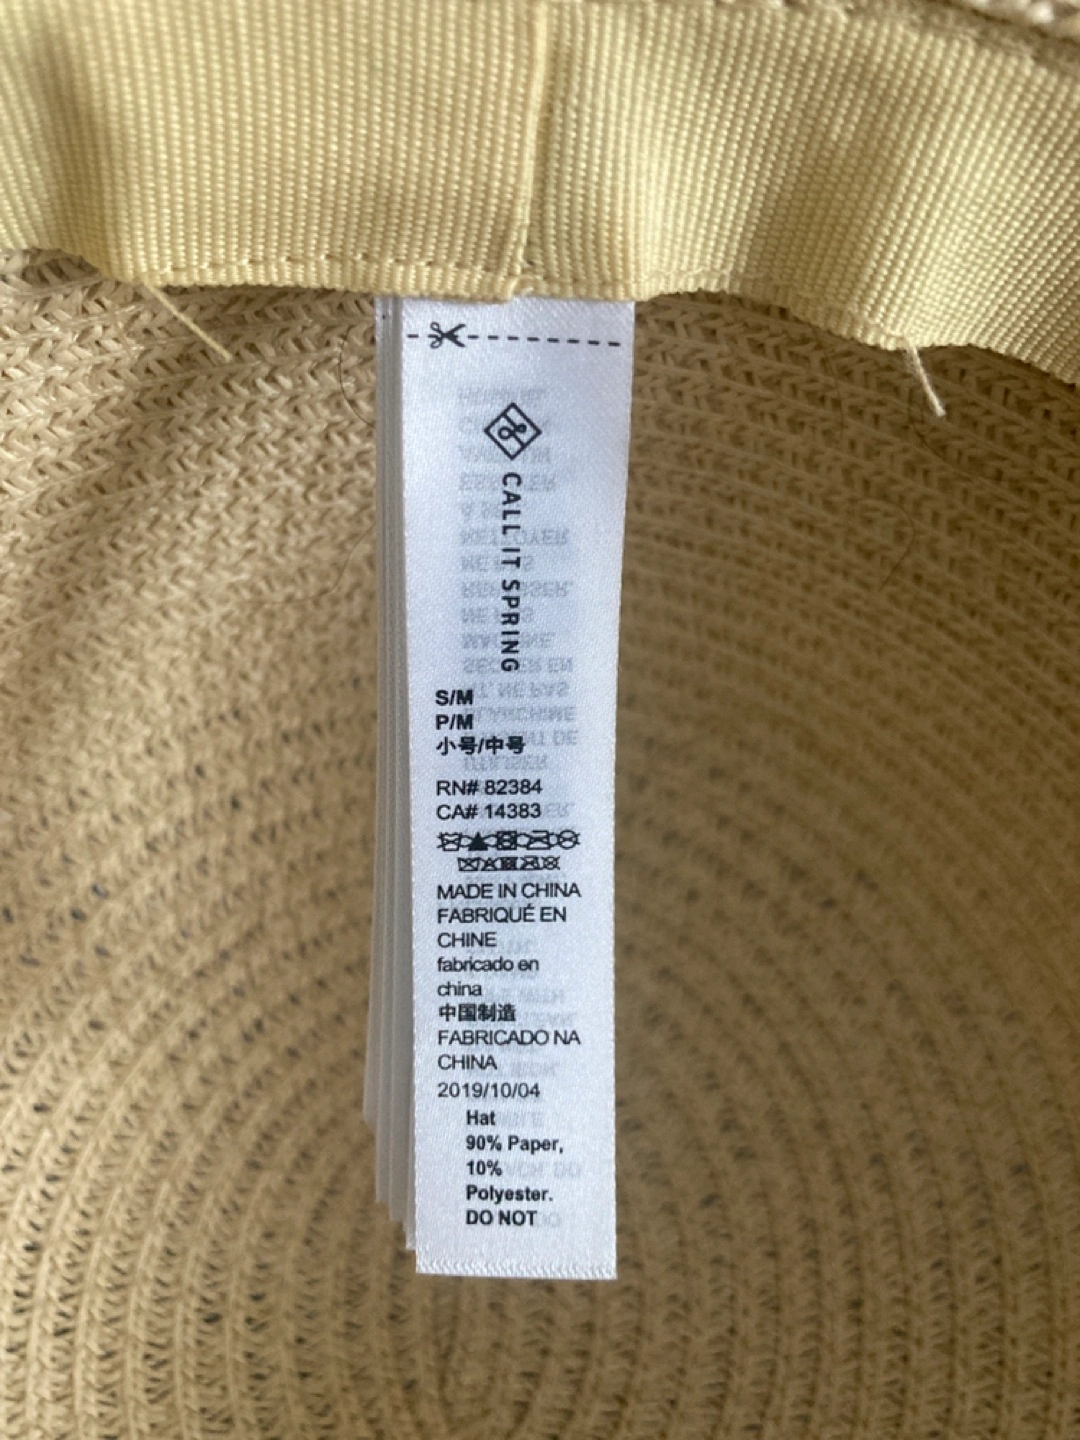 CALL IT SPRING
S/M
P/M
小号/中号
RN# 82384
CA# 14383
MADE IN CHINA
FABRIQUÉ EN
CHINE
fabricado en
china
中国制造
FABRICADO NA
CHINA
2019/10/04
Hat
90% Paper,
10%
Polyester.
DO NOT